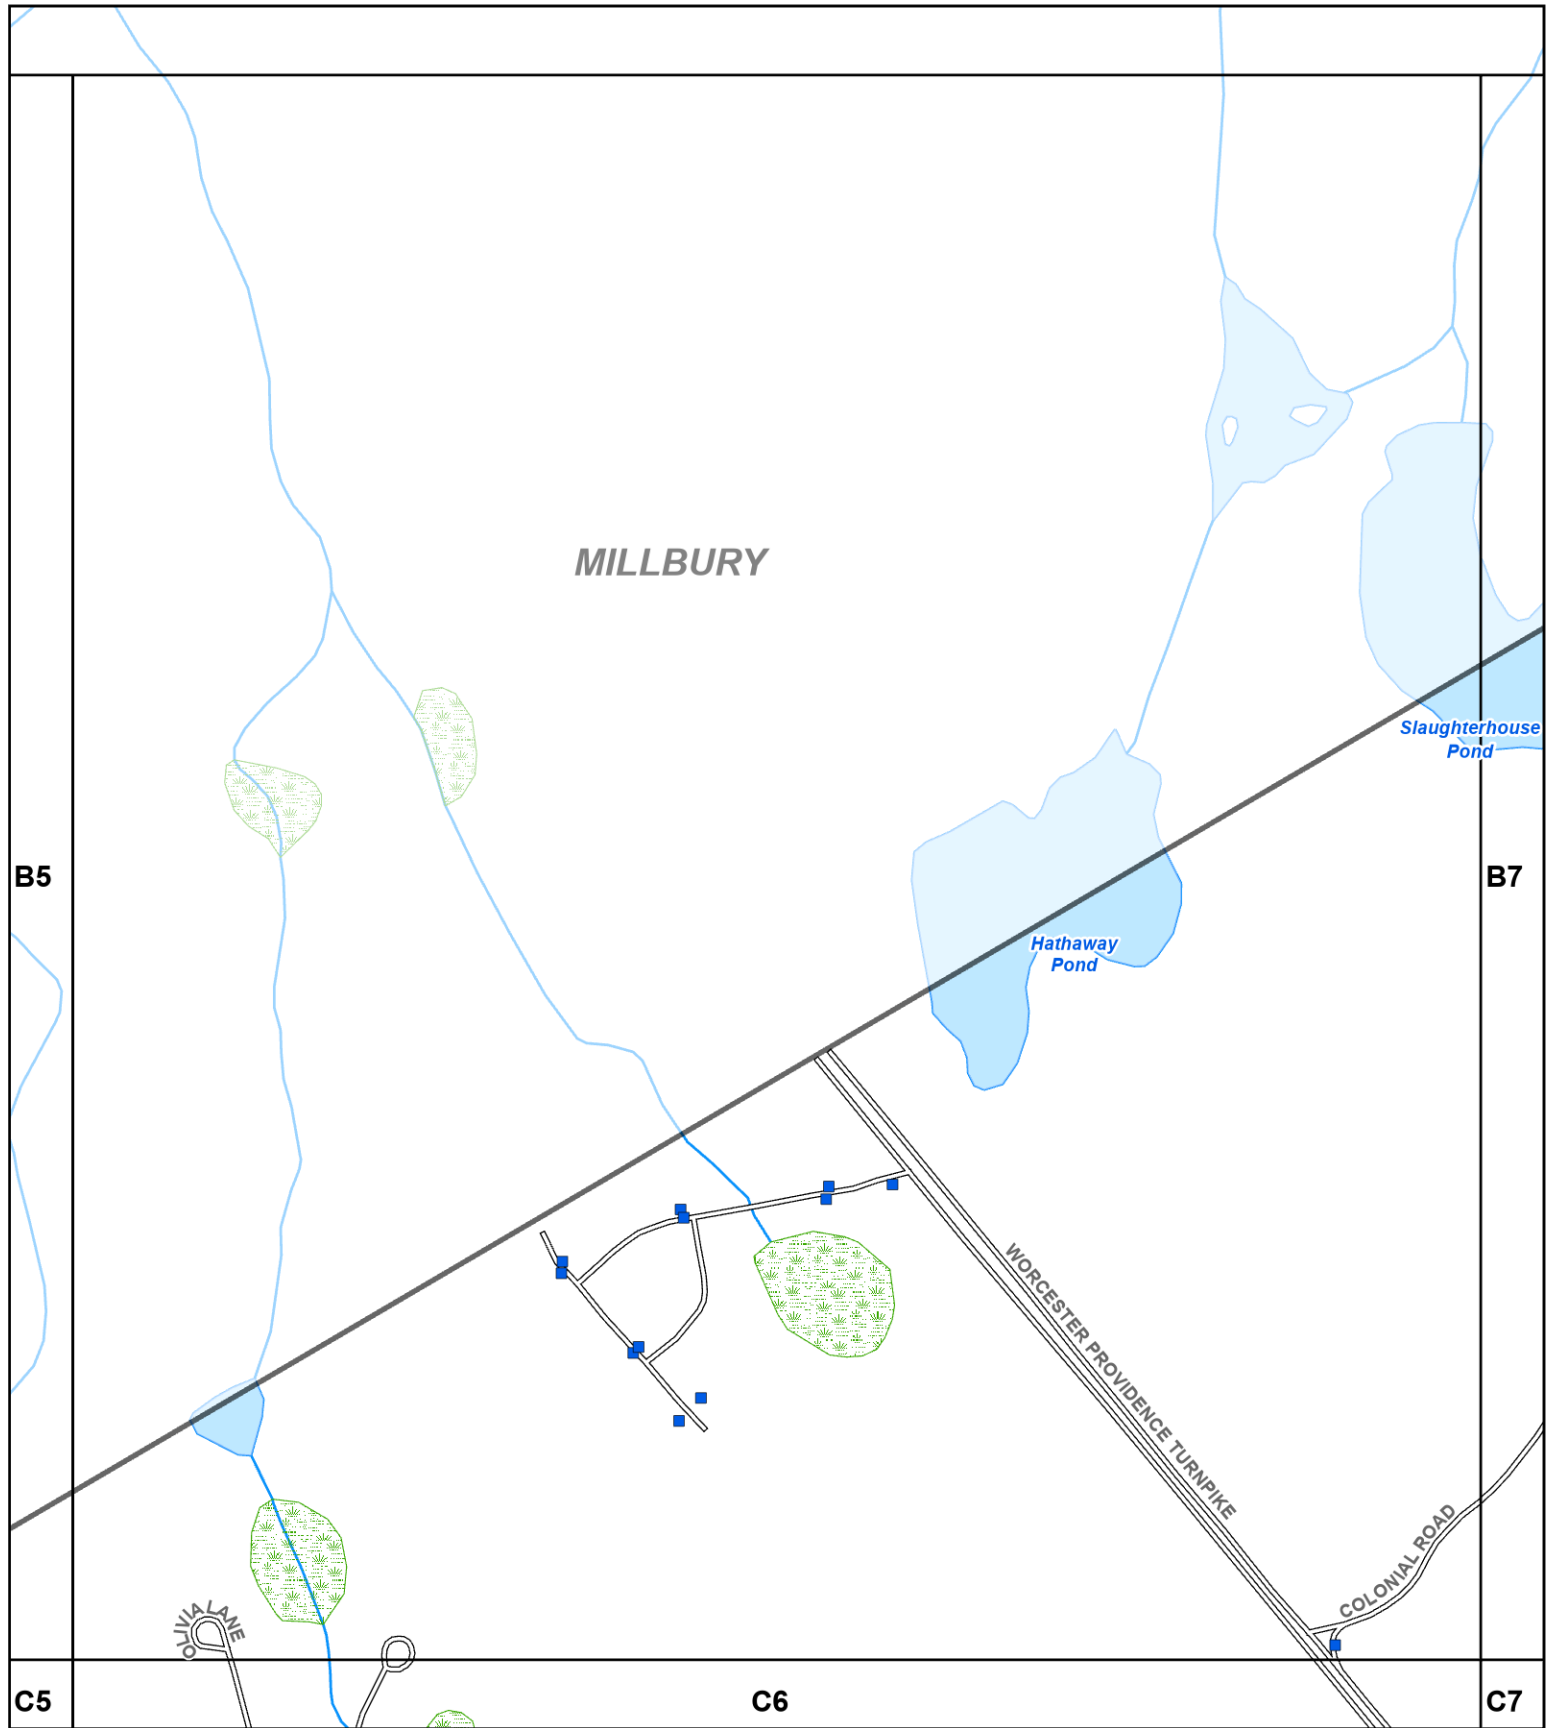 MILLBURY
Slaughterhouse
Pond
B5
B7
Hathaway
Pond
WORCESTER PROVIDENCE TURNPIKE
COLONIAL ROAD
OLIVIA LANE
C5
C6
C7